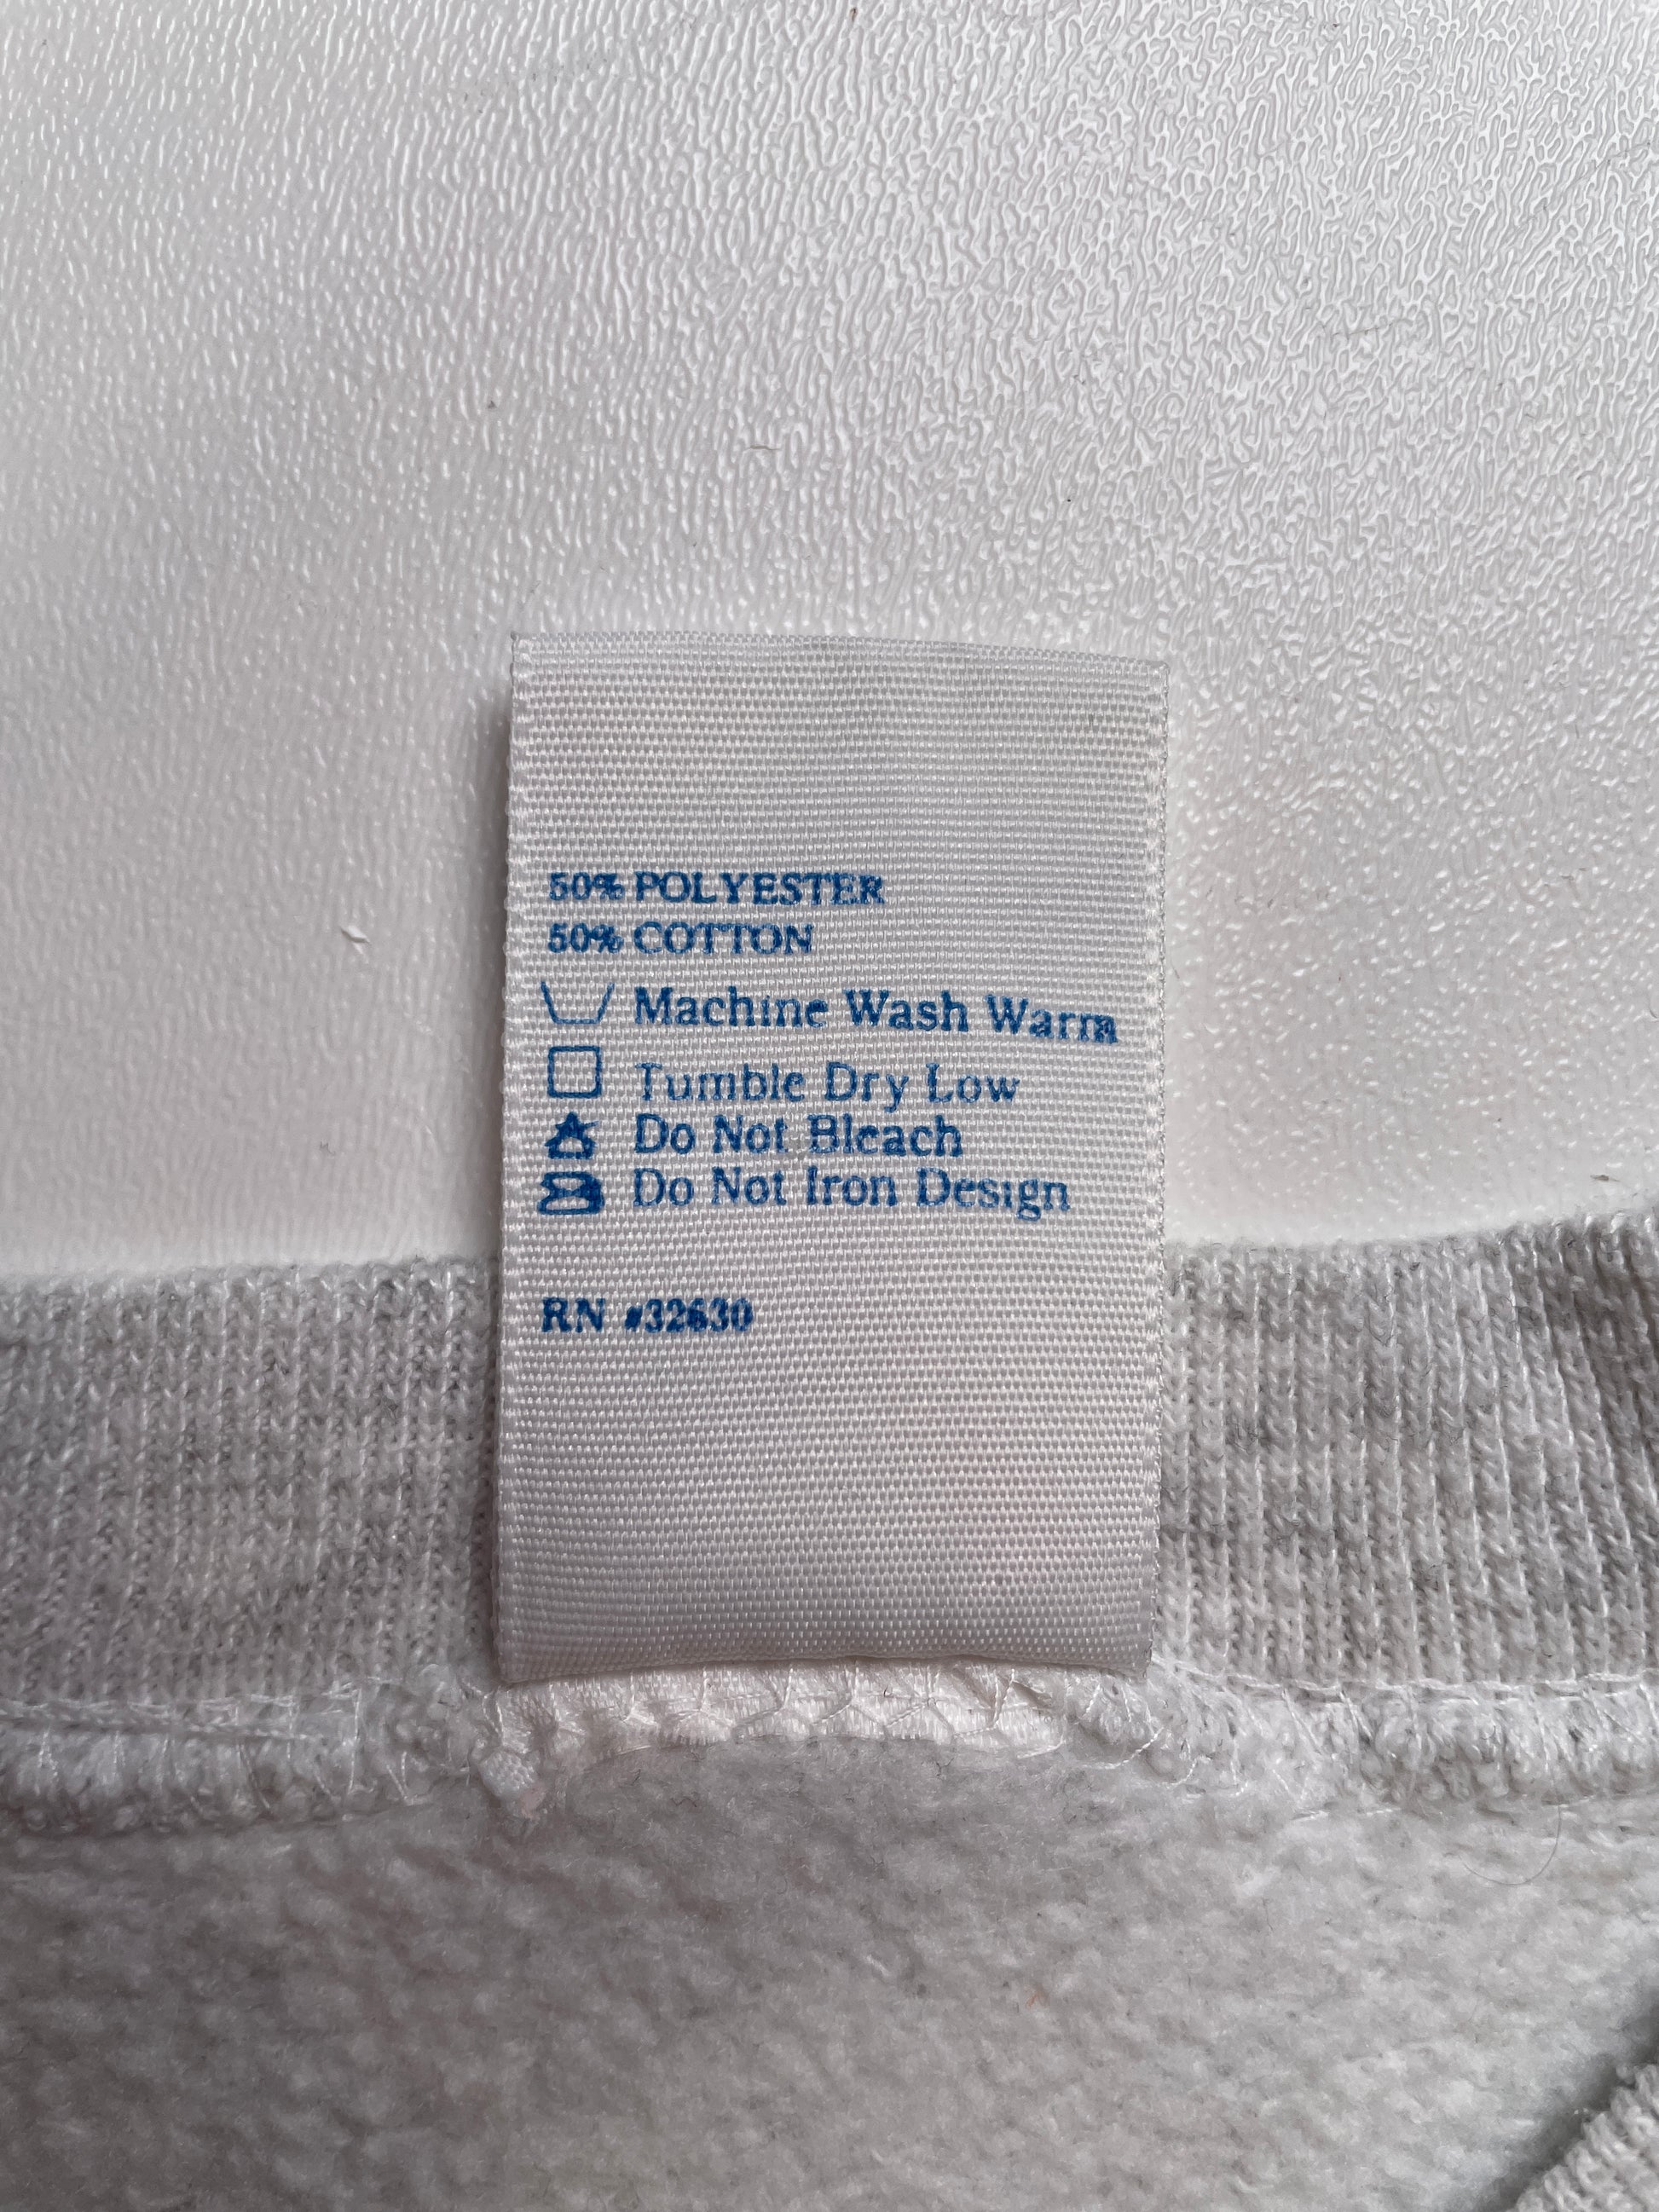 50% POLYESTER
50% COTTON
Machine Wash Warm
Tumble Dry Low
Do Not Bleach
Do Not Iron Design
RN #32630